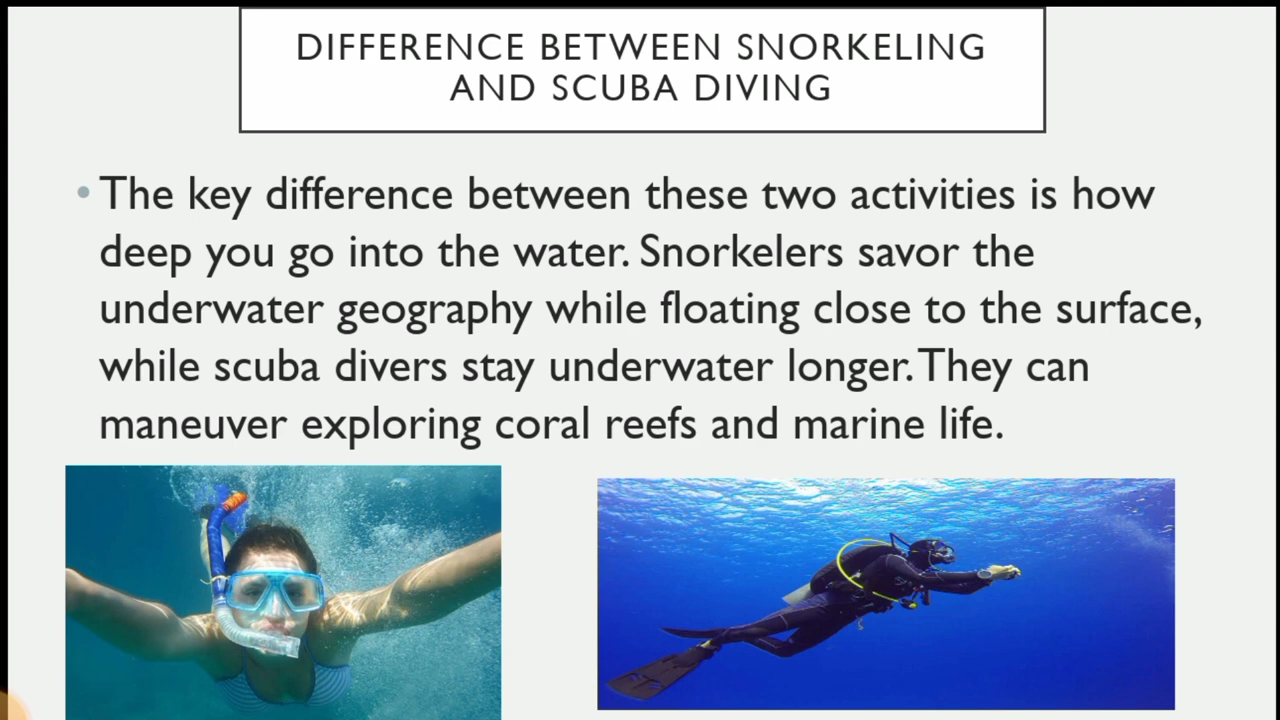 DIFFERENCE BETWEEN SNORKELING
AND SCUBA DIVING
• The key difference between these two activities is how
deep you go into the water. Snorkelers savor the
underwater geography while floating close to the surface,
while scuba divers stay underwater longer. They can
maneuver exploring coral reefs and marine life.